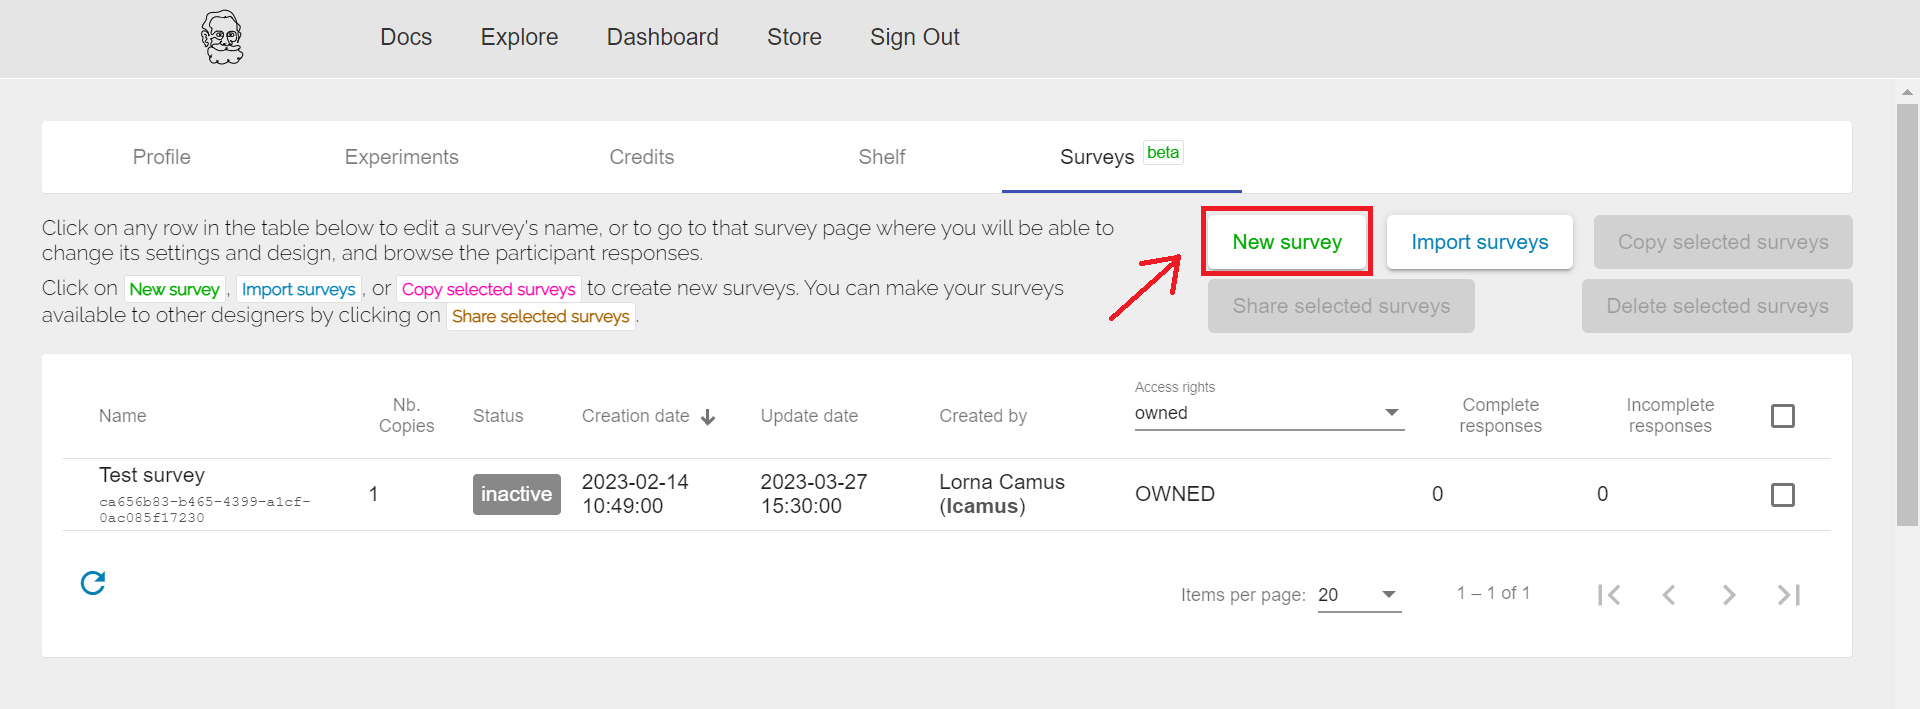 Docs Explore Dashboard Store Sign Out
Profile Experiments Credits Shelf Surveys beta
Click on any row in the table below to edit a survey's name, or to go to that survey page where you will be able to
change its settings and design, and browse the participant responses.
Click on New survey, Import surveys, or Copy selected surveys to create new surveys. You can make your surveys
available to other designers by clicking on Share selected surveys.
New survey Import surveys Copy selected surveys
Share selected surveys Delete selected surveys
Name
Nb.
Copies
Status
Creation date
Update date
Created by
Access rights
owned
Complete
responses
Incomplete
responses
Test survey
ca656b83-b465-4399-a1cf-
0ac085f17230
1
inactive
2023-02-14
10:49:00
2023-03-27
15:30:00
Lorna Camus
(lcamus)
OWNED
0
0
Items per page: 20 1 – 1 of 1